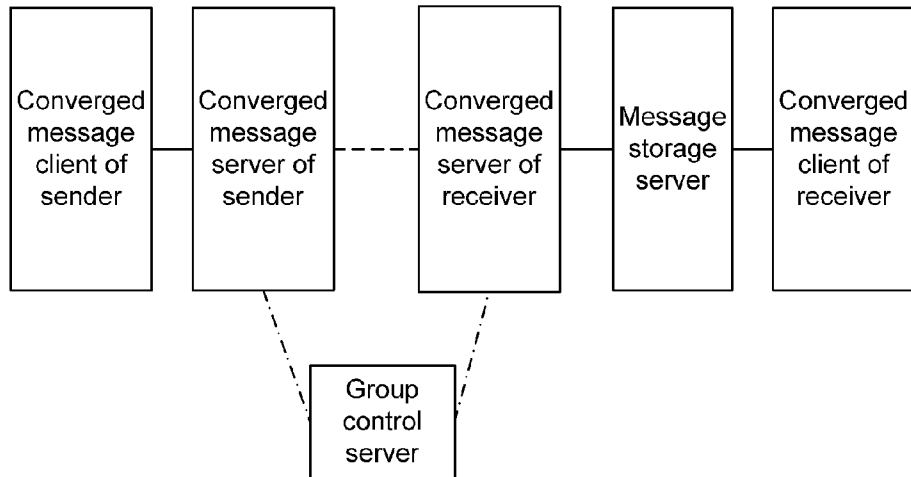 Converged
message
client of
sender
Converged
message
server of
sender
Converged
message
server of
receiver
Message
storage
server
Converged
message
client of
receiver
Group
control
server